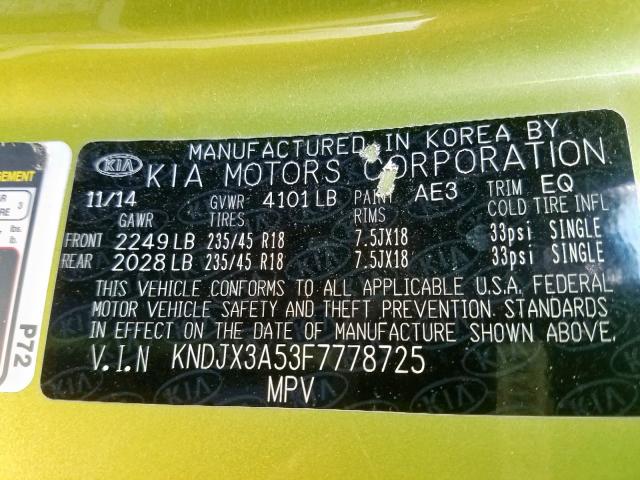 MANUFACTURED IN KOREA BY
KIA KIA MOTORS CORPORATION
11/14 GVWR 4101 LB PAINT AE3 TRIM EQ
GAWR TIRES RIMS COLD TIRE INFL
FRONT 2249 LB 235/45 R18 7.5JX18 33psi SINGLE
REAR 2028 LB 235/45 R18 7.5JX18 33psi SINGLE
THIS VEHICLE CONFORMS TO ALL APPLICABLE U.S.A. FEDERAL
MOTOR VEHICLE SAFETY AND THEFT PREVENTION STANDARDS
IN EFFECT ON THE DATE OF MANUFACTURE SHOWN ABOVE.
V.I.N KNDJX3A53F7778725
MPV
3
lbs.
P72